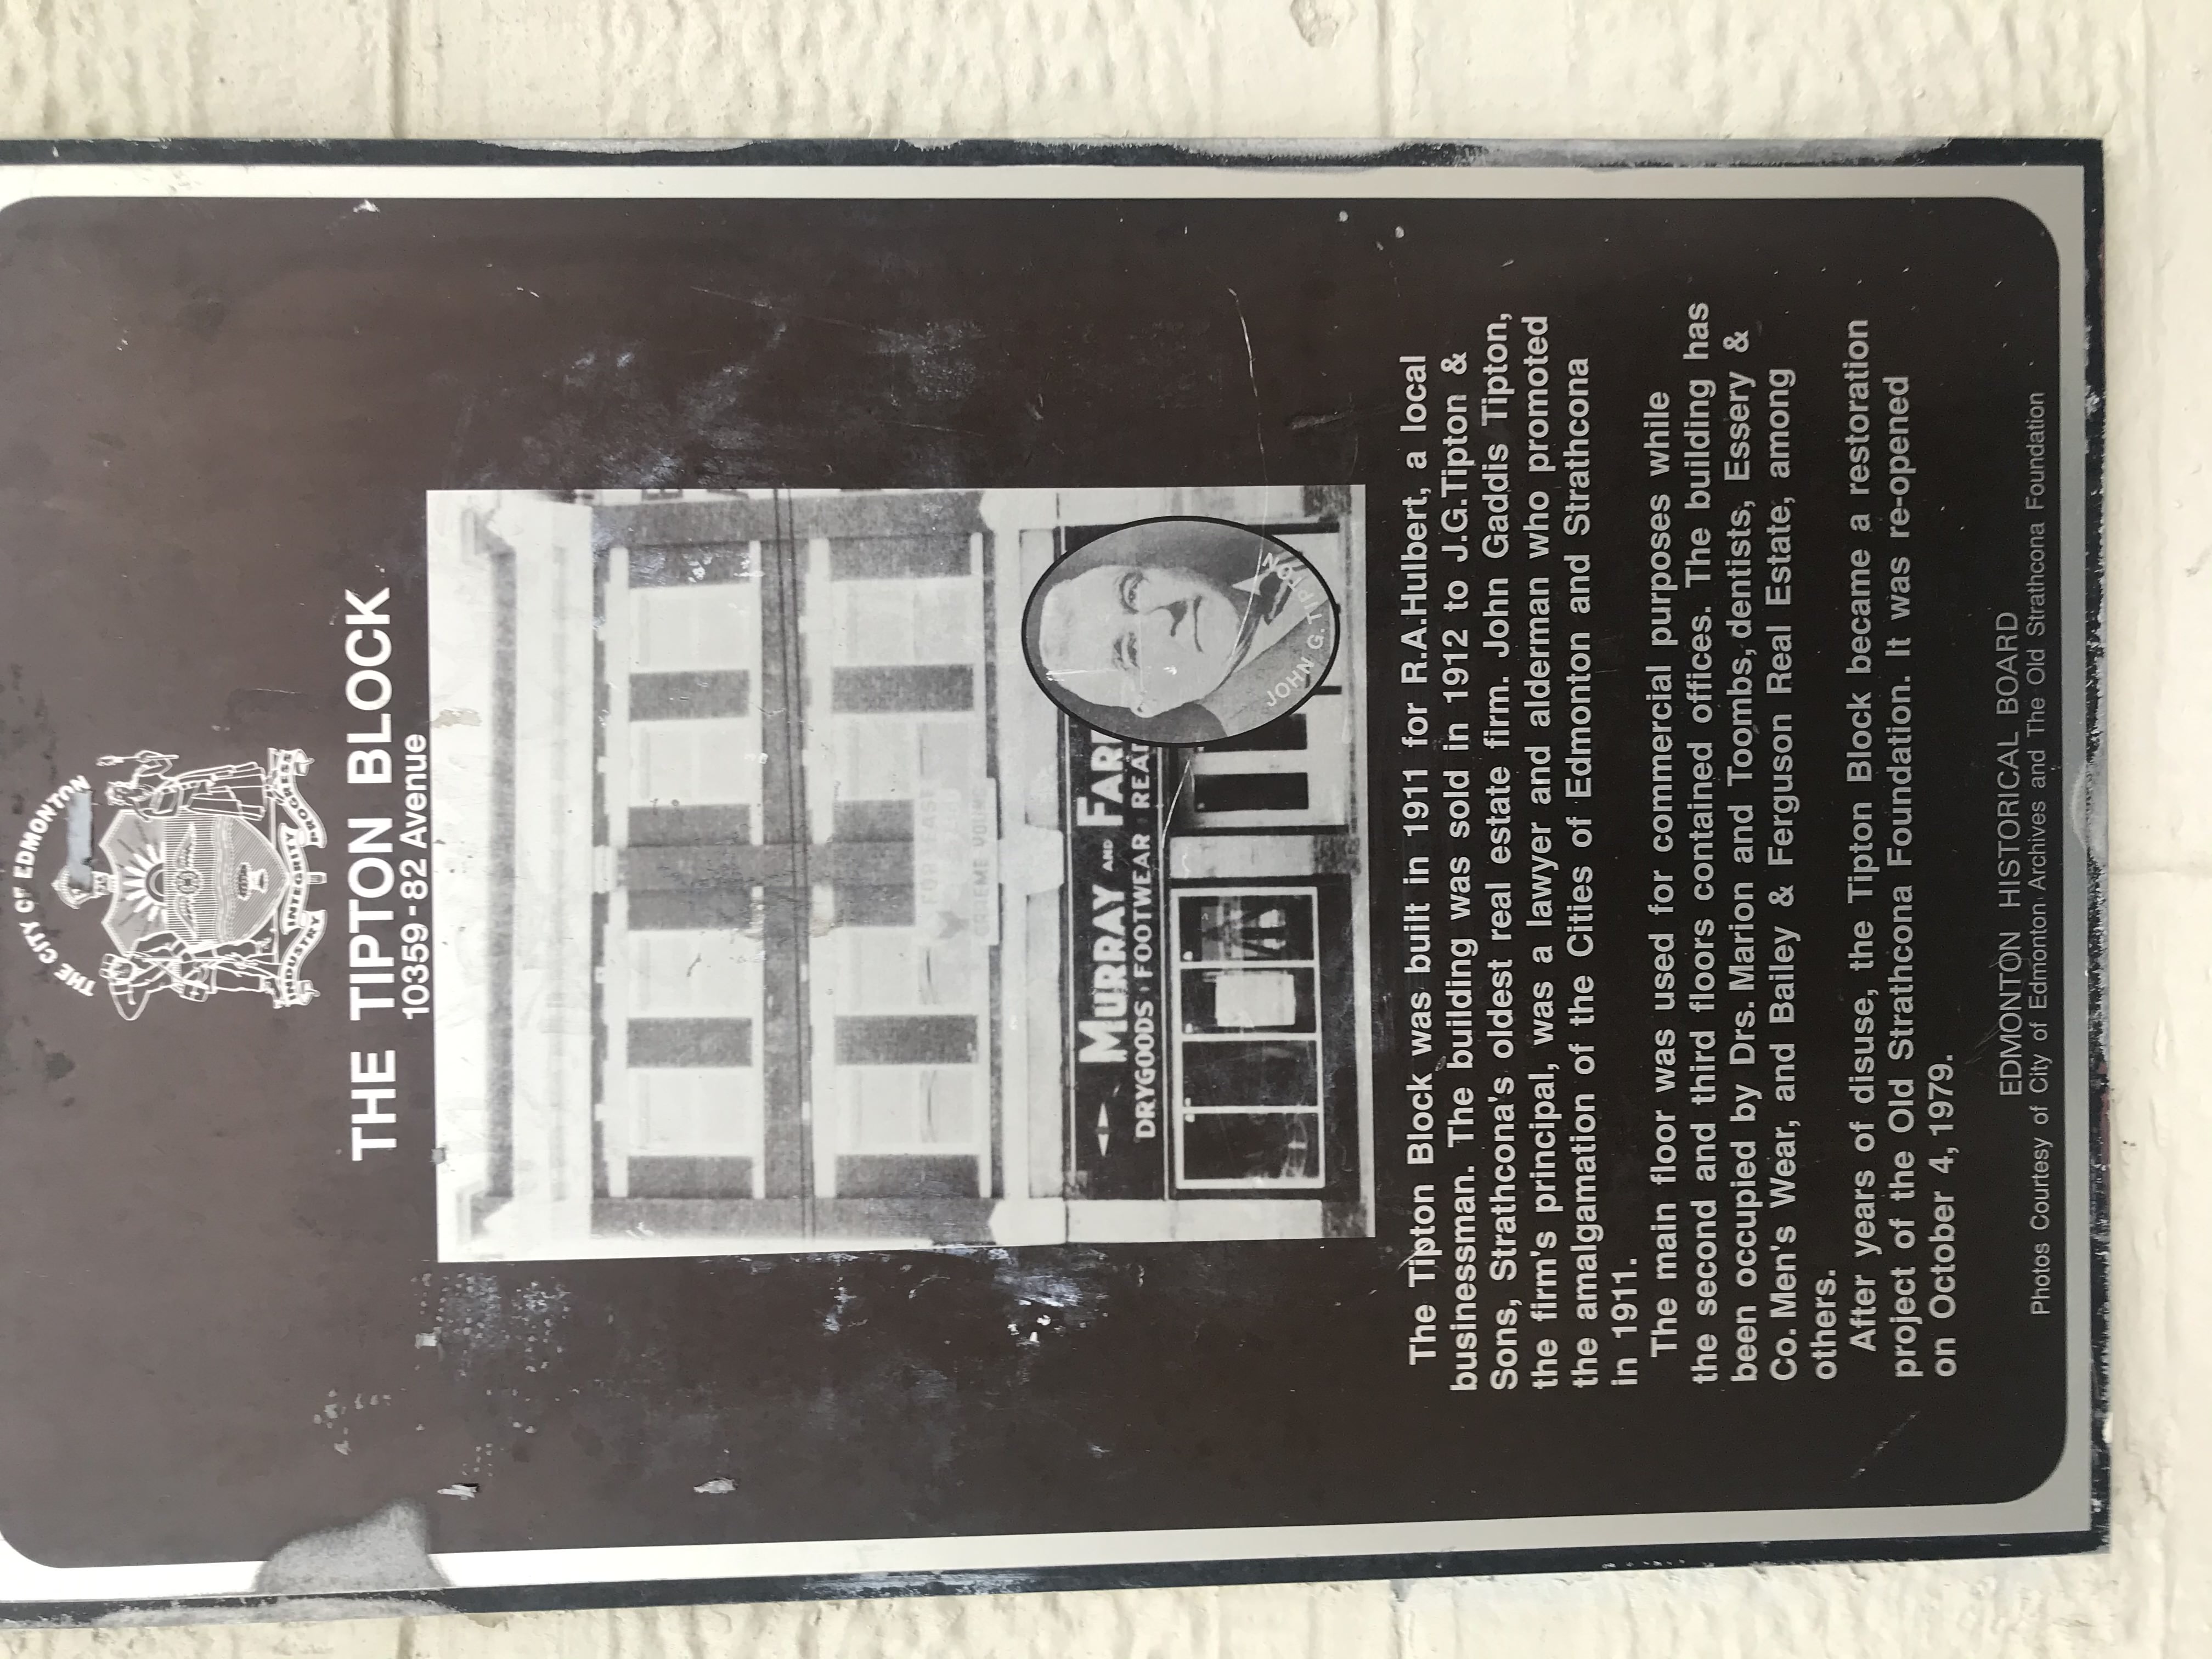 THE CITY OF EDMONTON
INDUSTRY INTEGRITY PROGRESS
THE TIPTON BLOCK
10359-82 Avenue
FOR LEASE
GRAEME YOUNG
MURRAY AND
DRYGOODS FOOTWEAR
JOHN G. TIPTON
The Tipton Block was built in 1911 for R.A.Hulbert, a local
businessman. The building was sold in 1912 to J.G.Tipton &
Sons, Strathcona's oldest real estate firm. John Gaddis Tipton,
the firm's principal, was a lawyer and alderman who promoted
the amalgamation of the Cities of Edmonton and Strathcona
in 1911.
The main floor was used for commercial purposes while
the second and third floors contained offices. The building has
been occupied by Drs. Marion and Toombs, dentists, Essery &
Co. Men's Wear, and Bailey & Ferguson Real Estate, among
others.
After years of disuse, the Tipton Block became a restoration
project of the Old Strathcona Foundation. It was re-opened
on October 4, 1979.
EDMONTON HISTORICAL BOARD
Photos Courtesy of City of Edmonton Archives and The Old Strathcona Foundation